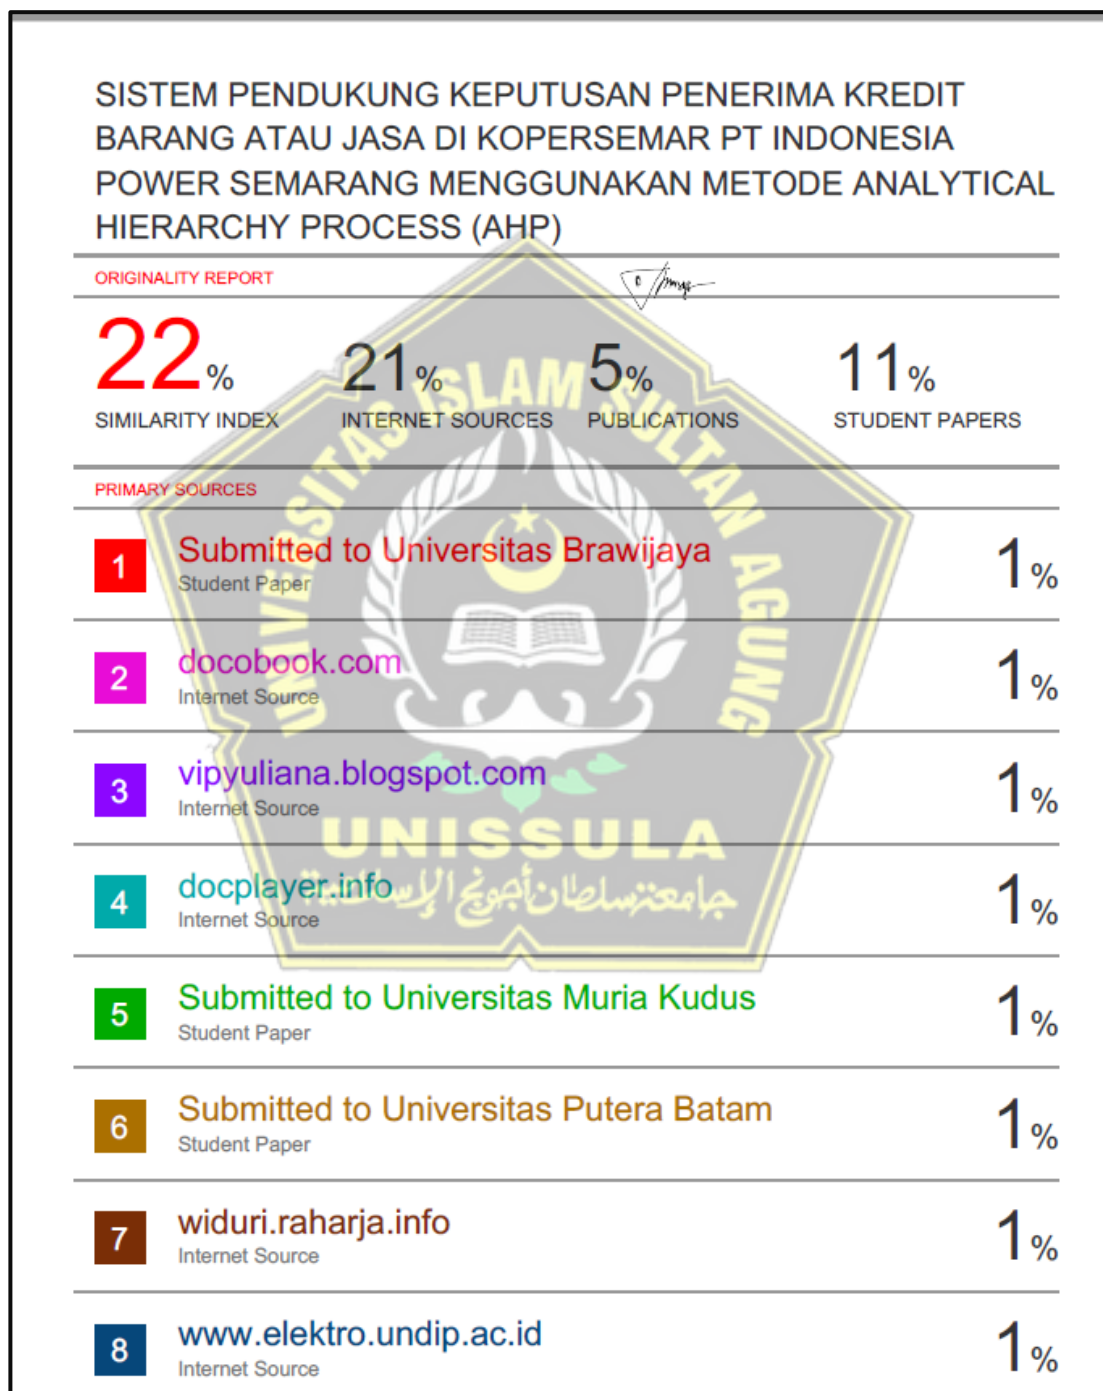 SISTEM PENDUKUNG KEPUTUSAN PENERIMA KREDIT
BARANG ATAU JASA DI KOPERSEMAR PT INDONESIA
POWER SEMARANG MENGGUNAKAN METODE ANALYTICAL
HIERARCHY PROCESS (AHP)
ORIGINALITY REPORT
22% 21% 5% 11%
SIMILARITY INDEX INTERNET SOURCES PUBLICATIONS STUDENT PAPERS
PRIMARY SOURCES
1 Submitted to Universitas Brawijaya 1%
Student Paper
2 docobook.com 1%
Internet Source
3 vipyuliana.blogspot.com 1%
Internet Source
4 docplayer.info 1%
Internet Source
5 Submitted to Universitas Muria Kudus 1%
Student Paper
6 Submitted to Universitas Putera Batam 1%
Student Paper
7 widuri.raharja.info 1%
Internet Source
8 www.elektro.undip.ac.id 1%
Internet Source
UNIVERSITAS ISLAM SULTAN AGUNG
UNISSULA
جامعة سلطان أجونج الإسلامية